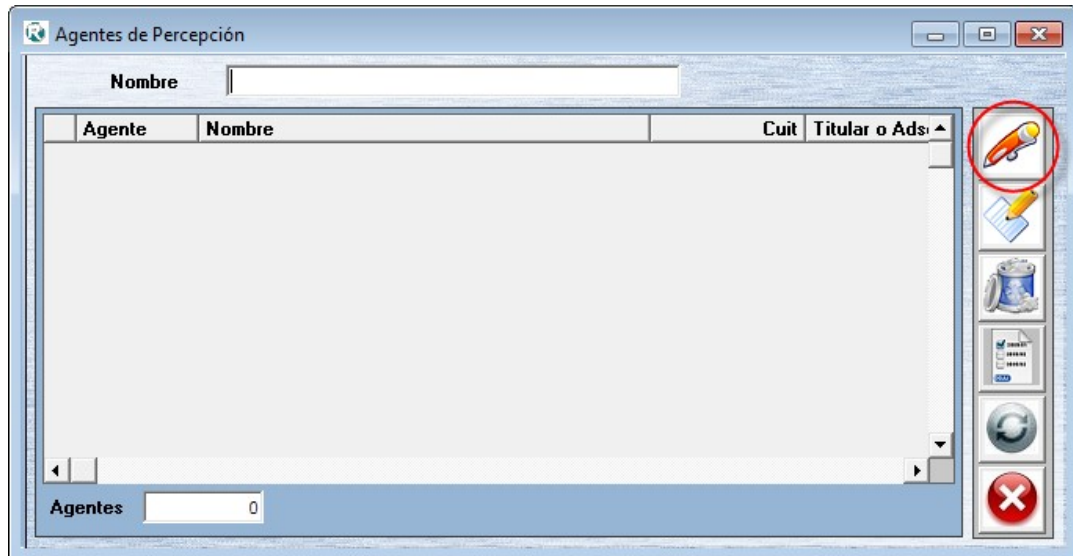 Agentes de Percepción
Nombre
Agente Nombre Cuit Titular o Ads
Agentes 0